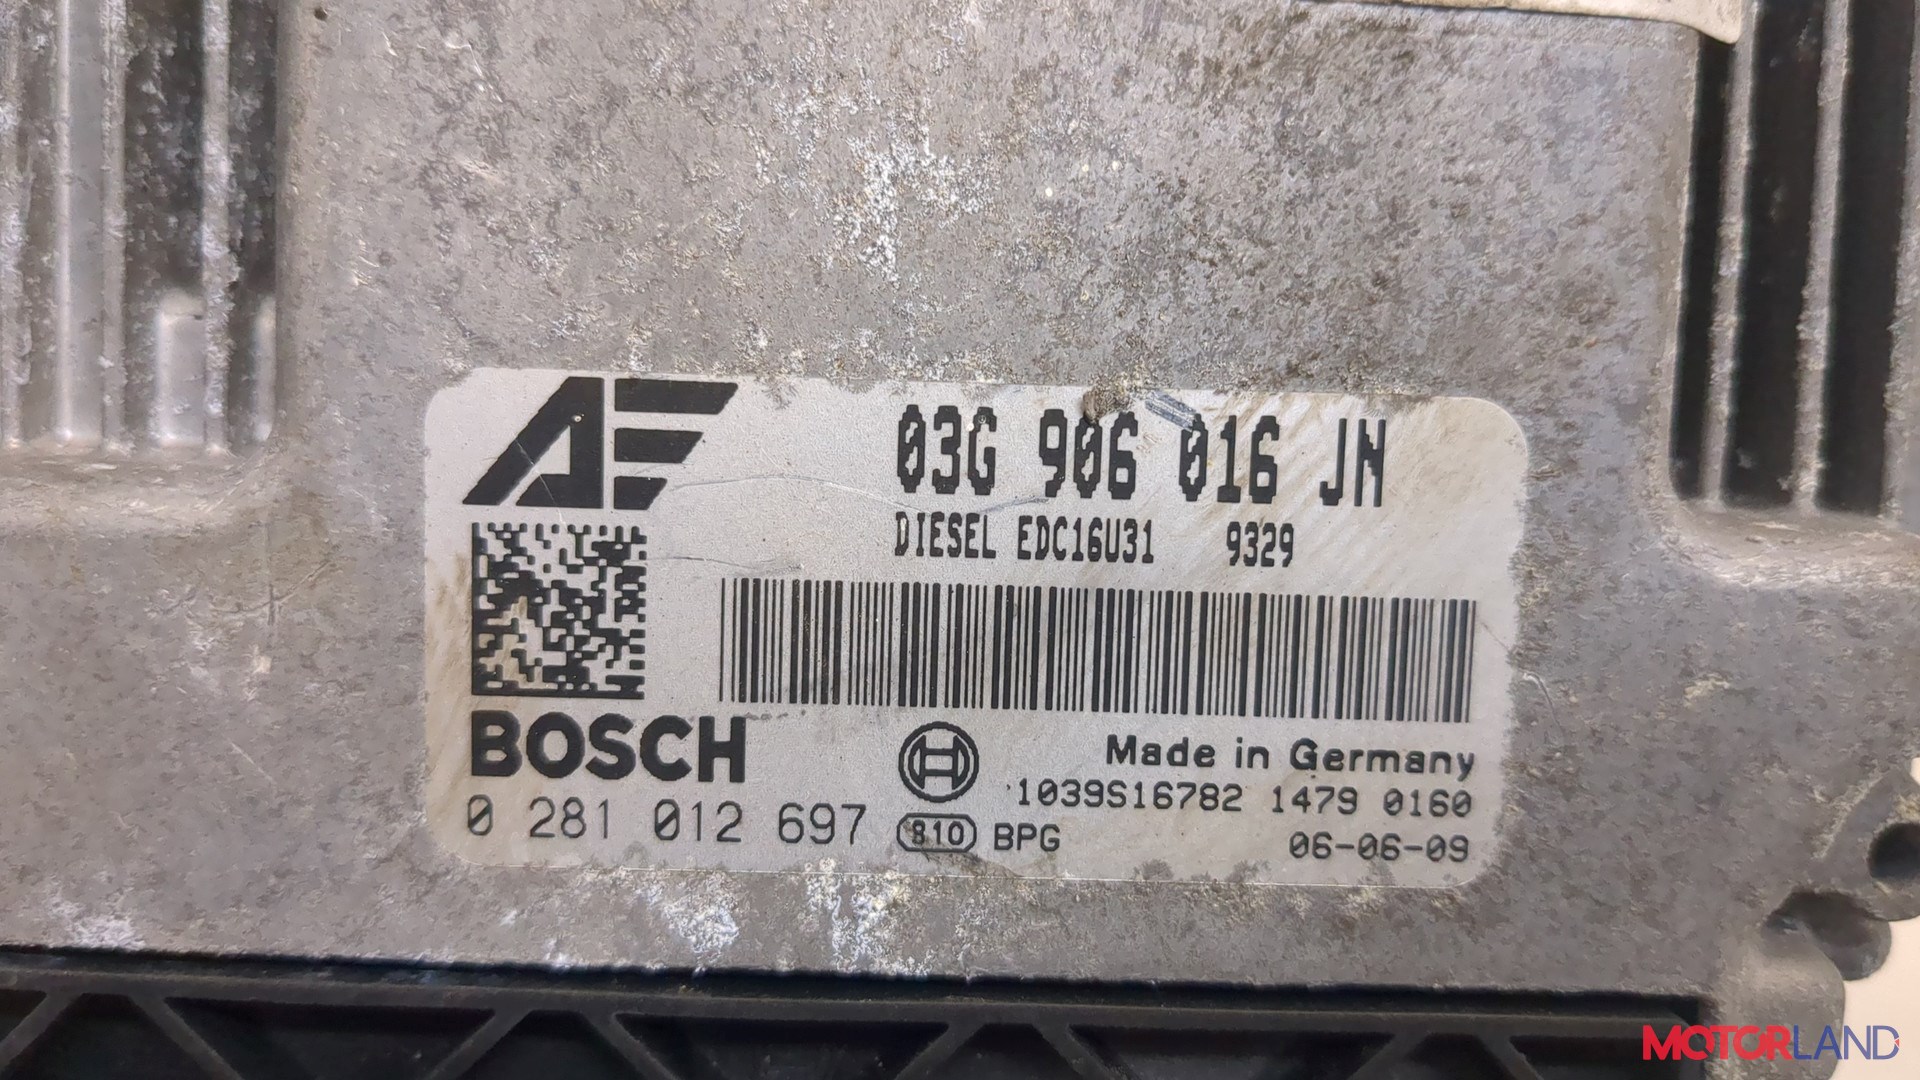 AE
03G 906 016 JN
DIESEL EDC16U31 9329
BOSCH
Made in Germany
1039S16782 1479 0160
0 281 012 697
810 BPG
06-06-09
MOTORLAND